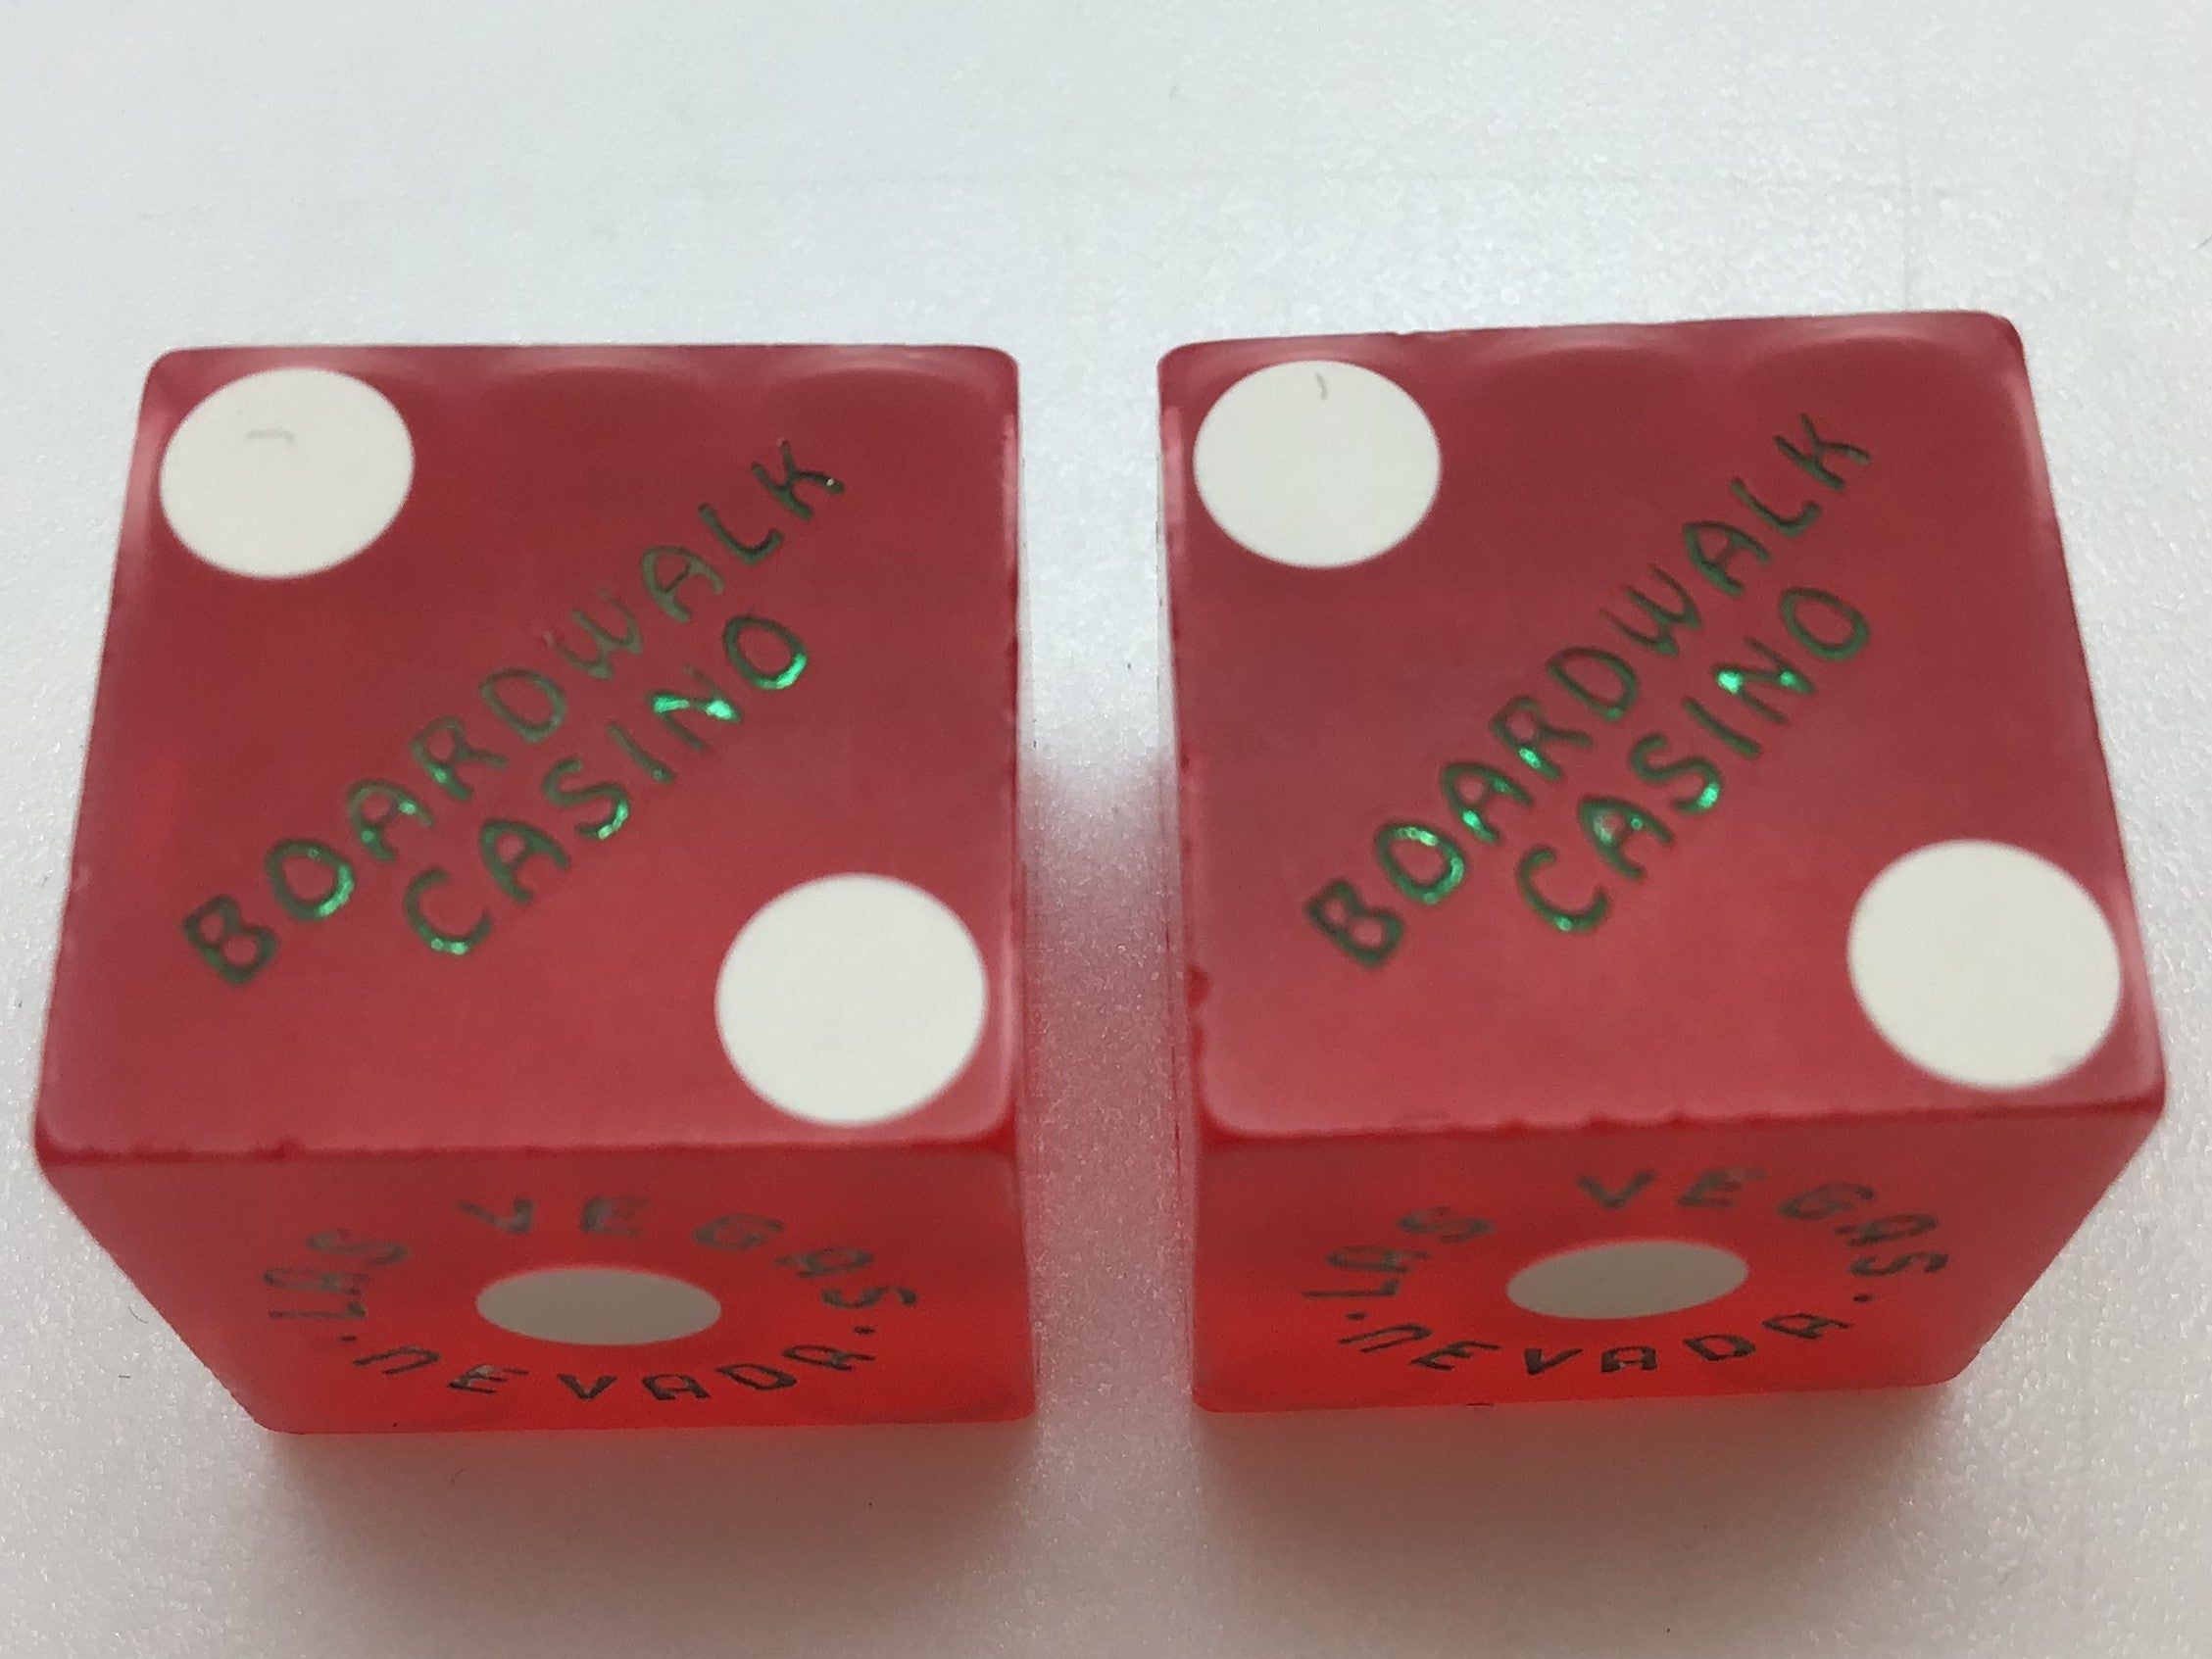 BOARDWALK
CASINO
BOARDWALK
CASINO
·LAS VEGAS·
NEVADA
·LAS VEGAS·
NEVADA